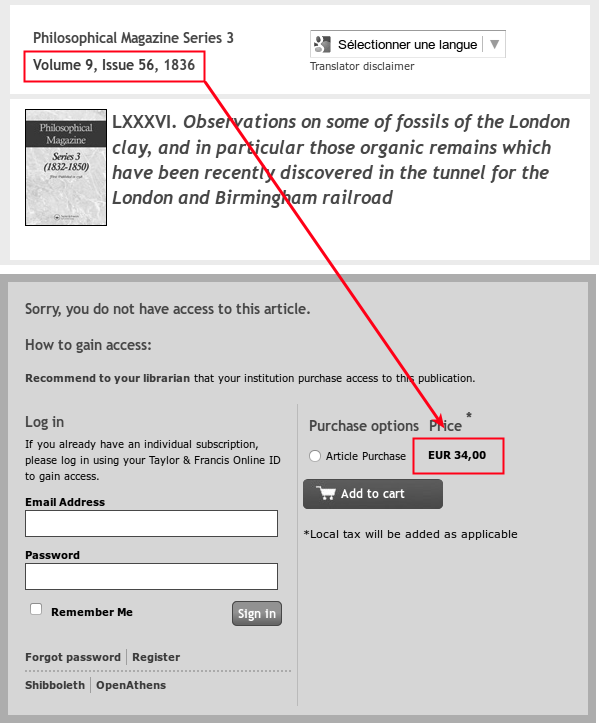 Philosophical Magazine Series 3
Volume 9, Issue 56, 1836
Sélectionner une langue
Translator disclaimer
Philosophical
Magazine
Series 3
(1832-1850)
LXXXVI. Observations on some of fossils of the London
clay, and in particular those organic remains which
have been recently discovered in the tunnel for the
London and Birmingham railroad
Sorry, you do not have access to this article.
How to gain access:
Recommend to your librarian that your institution purchase access to this publication.
Log in
If you already have an individual subscription,
please log in using your Taylor & Francis Online ID
to gain access.
Email Address
Password
Remember Me
Sign in
Forgot password
Register
Shibboleth
OpenAthens
Purchase options Price *
Article Purchase EUR 34,00
Add to cart
*Local tax will be added as applicable